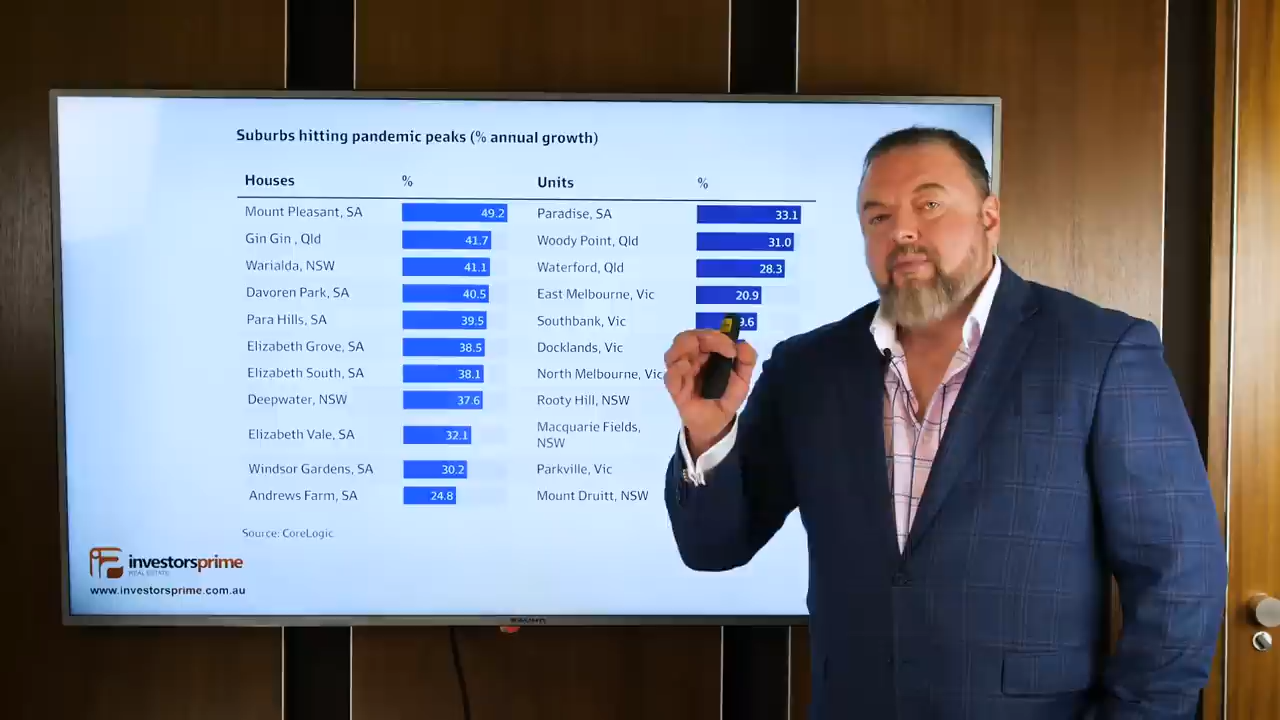 Suburbs hitting pandemic peaks (% annual growth)
Houses % Units %
Mount Pleasant, SA 49.2 Paradise, SA 33.1
Gin Gin , Qld 41.7 Woody Point, Qld 31.0
Warialda, NSW 41.1 Waterford, Qld 28.3
Davoren Park, SA 40.5 East Melbourne, Vic 20.9
Para Hills, SA 39.5 Southbank, Vic
Elizabeth Grove, SA 38.5 Docklands, Vic
Elizabeth South, SA 38.1 North Melbourne, Vic
Deepwater, NSW 37.6 Rooty Hill, NSW
Elizabeth Vale, SA 32.1 Macquarie Fields,
NSW
Windsor Gardens, SA 30.2 Parkville, Vic
Andrews Farm, SA 24.8 Mount Druitt, NSW
Source: CoreLogic
investorsprime
REAL ESTATE
www.investorsprime.com.au